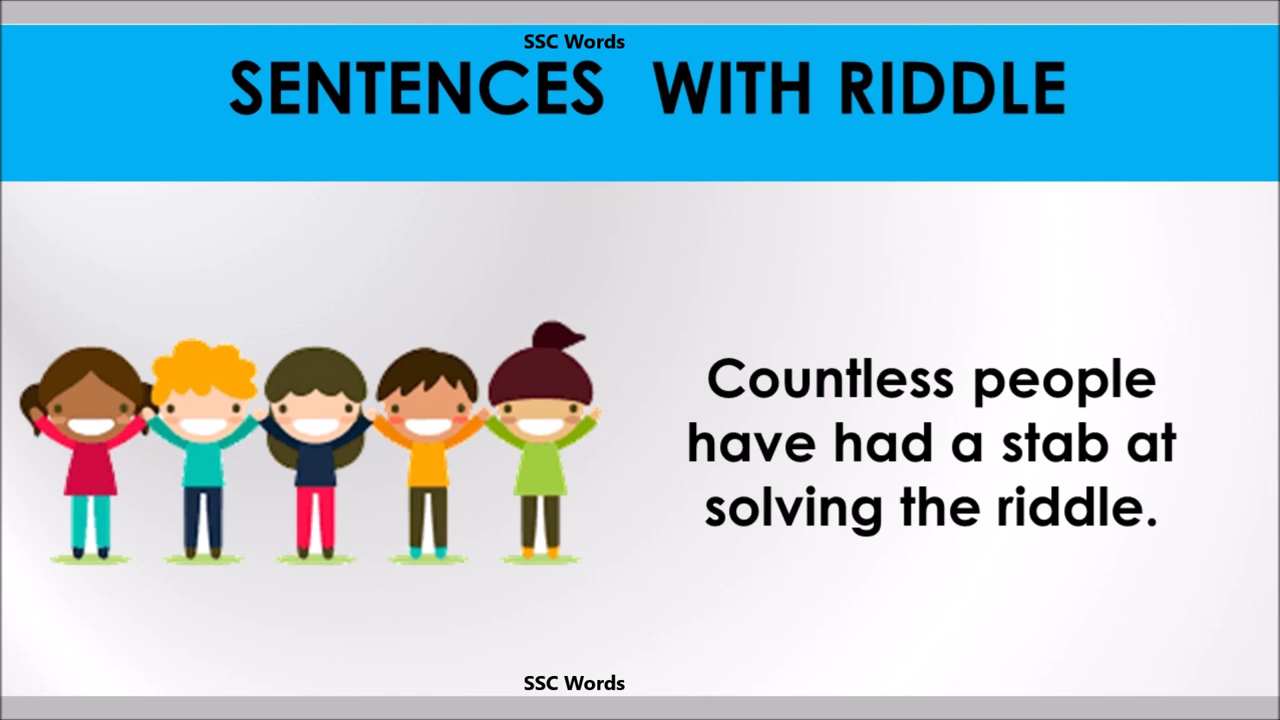 SSC Words
SENTENCES WITH RIDDLE
Countless people
have had a stab at
solving the riddle.
SSC Words